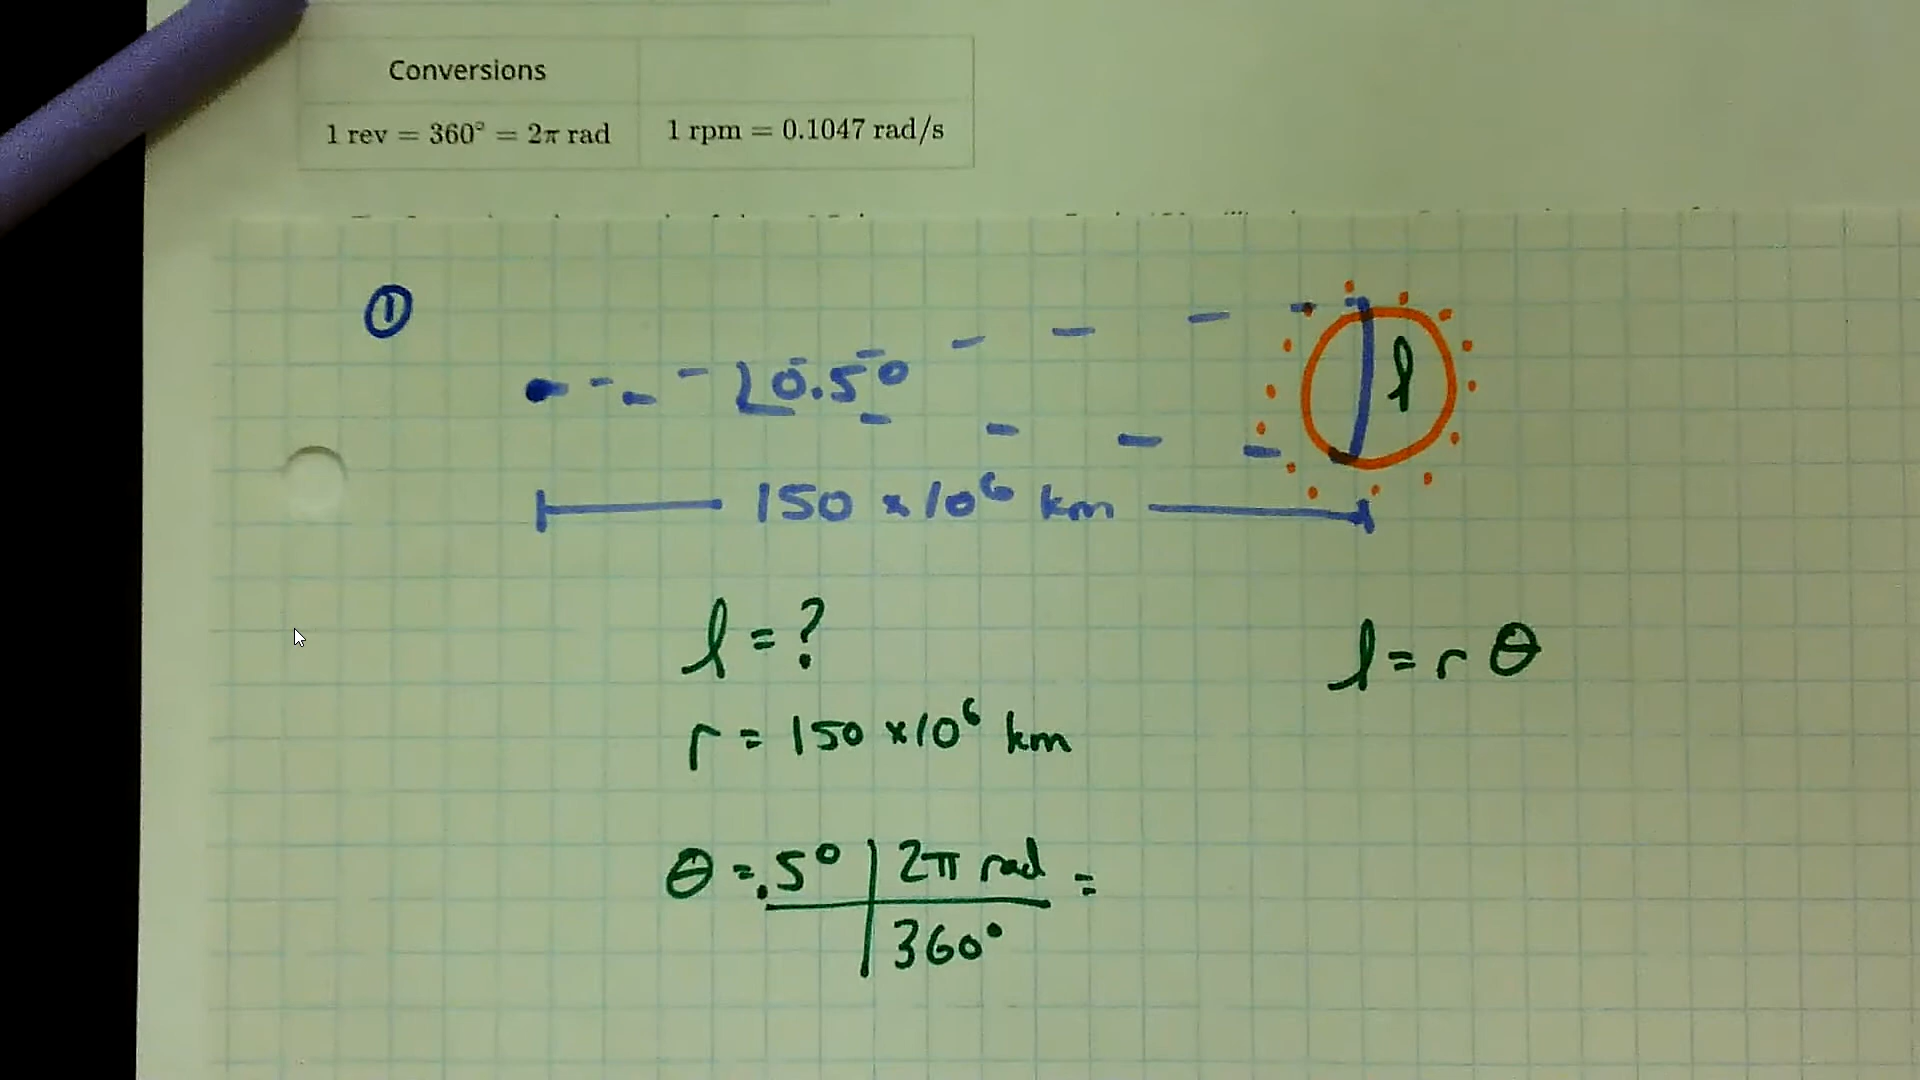 Conversions
1 rev = 360° = 2π rad
1 rpm = 0.1047 rad/s
①
0.5°
l
150 × 10⁶ km
l = ?
l = r θ
r = 150 × 10⁶ km
θ = .5° | 2π rad =
360°